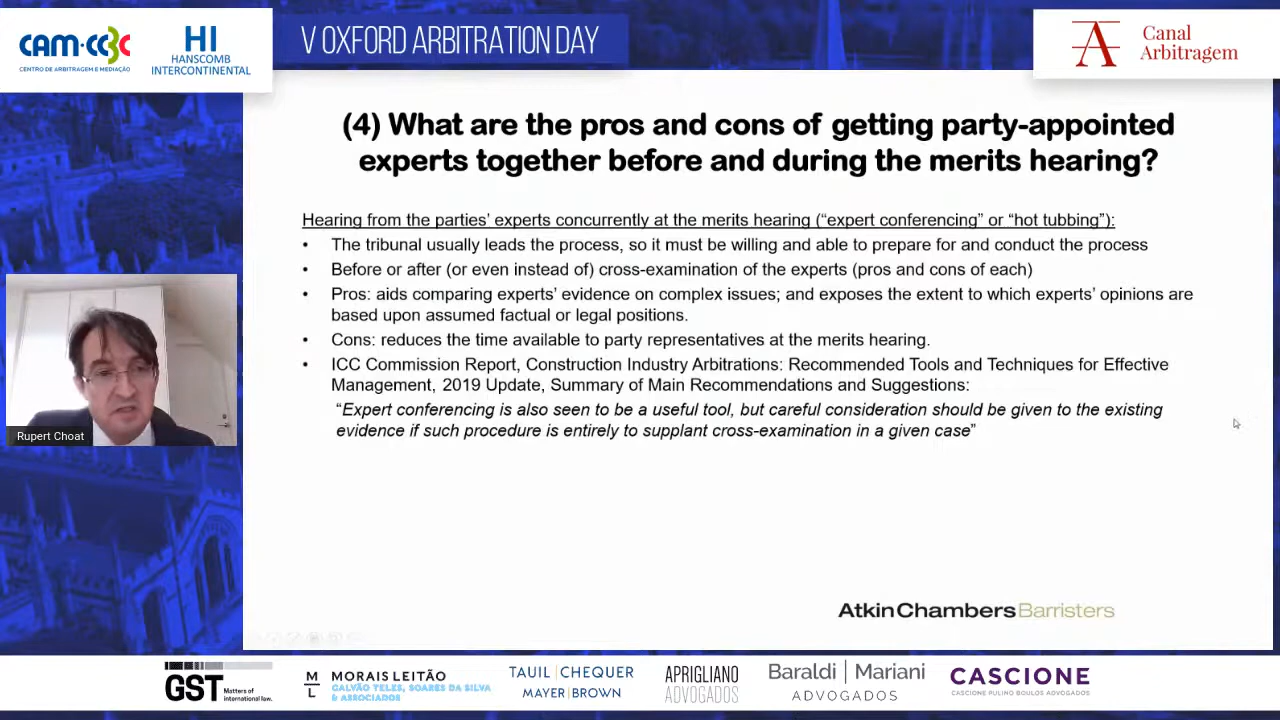 CAM-CCBC
CENTRO DE ARBITRAGEM E MEDIAÇÃO
HI
HANSCOMB
INTERCONTINENTAL
V OXFORD ARBITRATION DAY
Canal
Arbitragem
(4) What are the pros and cons of getting party-appointed
experts together before and during the merits hearing?
Hearing from the parties' experts concurrently at the merits hearing (“expert conferencing” or “hot tubbing”):
• The tribunal usually leads the process, so it must be willing and able to prepare for and conduct the process
• Before or after (or even instead of) cross-examination of the experts (pros and cons of each)
• Pros: aids comparing experts' evidence on complex issues; and exposes the extent to which experts' opinions are
based upon assumed factual or legal positions.
• Cons: reduces the time available to party representatives at the merits hearing.
• ICC Commission Report, Construction Industry Arbitrations: Recommended Tools and Techniques for Effective
Management, 2019 Update, Summary of Main Recommendations and Suggestions:
“Expert conferencing is also seen to be a useful tool, but careful consideration should be given to the existing
evidence if such procedure is entirely to supplant cross-examination in a given case”
Rupert Choat
Atkin Chambers Barristers
GST Matters of
international law.
M
L
MORAIS LEITÃO
GALVÃO TELES, SOARES DA SILVA
& ASSOCIADOS
TAUIL | CHEQUER
MAYER | BROWN
APRIGLIANO
ADVOGADOS
Baraldi | Mariani
ADVOGADOS
CASCIONE
CASCIONE PULINO BOULOS ADVOGADOS